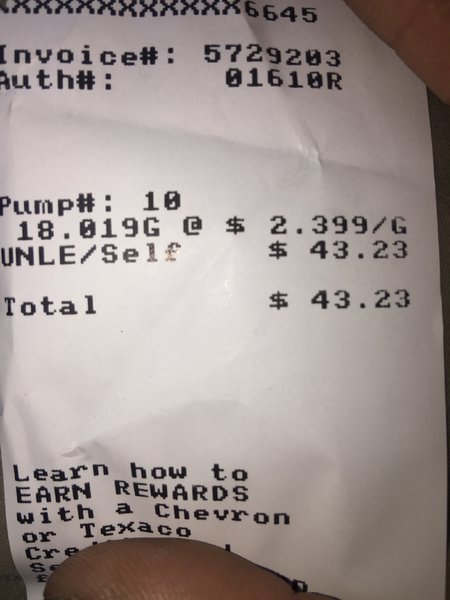 XXXXXXXXXXXX6645
Invoice#: 5729203
Auth#: 01610R
Pump#: 10
18.019G @ $ 2.399/G
UNLE/Self $ 43.23
Total $ 43.23
Learn how to
EARN REWARDS
with a Chevron
or Texaco